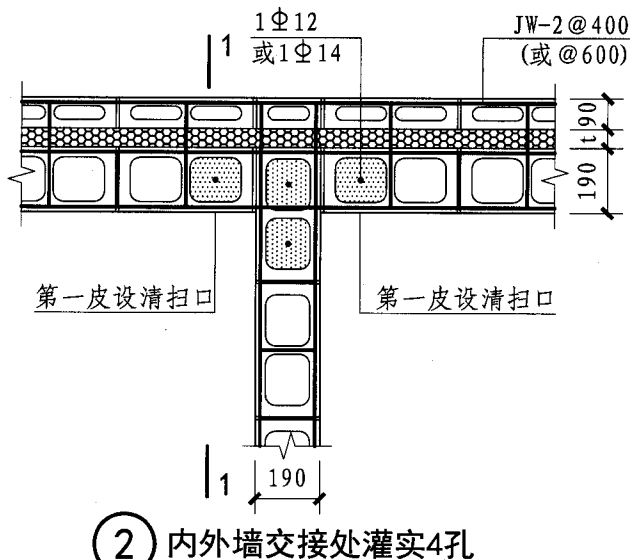 1
1Φ12
或1Φ14
JW-2@400
(或@600)
90
t
190
第一皮设清扫口
第一皮设清扫口
1
190
2 内外墙交接处灌实4孔